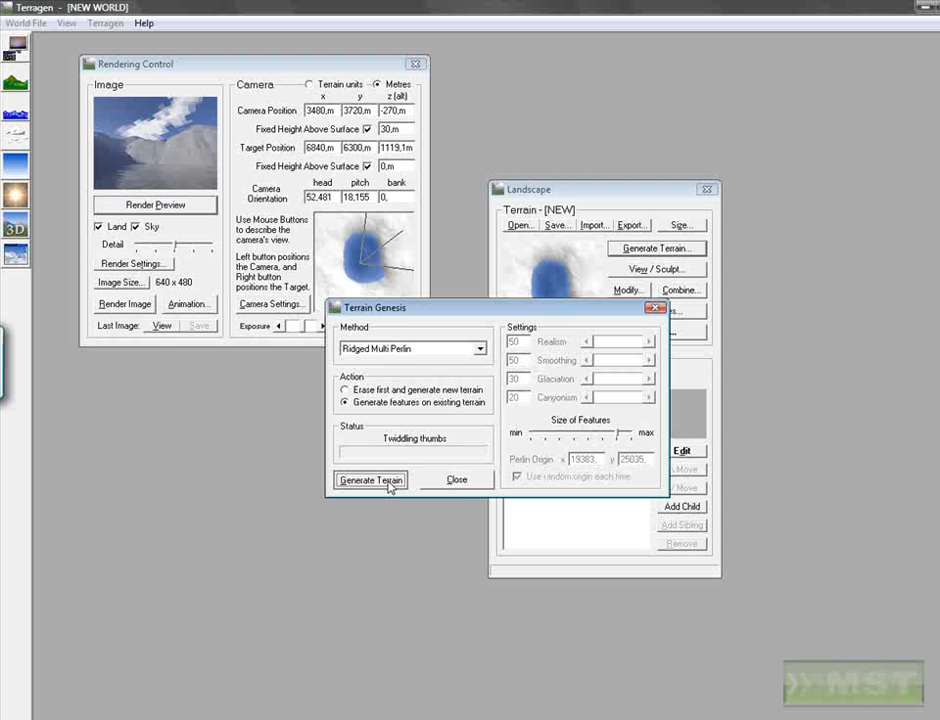 Terragen - [NEW WORLD]
World File View Terragen Help
Rendering Control
Image
Render Preview
Land Sky
Detail
Render Settings...
Image Size... 640 x 480
Render Image Animation...
Last Image: View Save
Camera Terrain units Metres
x y z (alt)
Camera Position 3480,m 3720,m -270,m
Fixed Height Above Surface 30,m
Target Position 6840,m 6300,m 1119,1m
Fixed Height Above Surface 0,m
head pitch bank
Camera Orientation 52,481 18,155 0,
Use Mouse Buttons
to describe the
camera's view.
Left button
positions the
Camera, and
Right button
positions the Target.
Camera Settings...
Exposure
3D
Landscape
Terrain - [NEW]
Open... Save... Import... Export... Size...
Generate Terrain...
View / Sculpt...
Modify... Combine...
Edit
Move
Move
Add Child
Add Sibling
Remove
Terrain Genesis
Method
Ridged Multi Perlin
Action
Erase first and generate new terrain
Generate features on existing terrain
Status
Twiddling thumbs
Generate Terrain Close
Settings
50 Realism
50 Smoothing
30 Glaciation
20 Canyonism
Size of Features
min max
Perlin Origin x 19383, y 25035,
Use random origin each time
MST